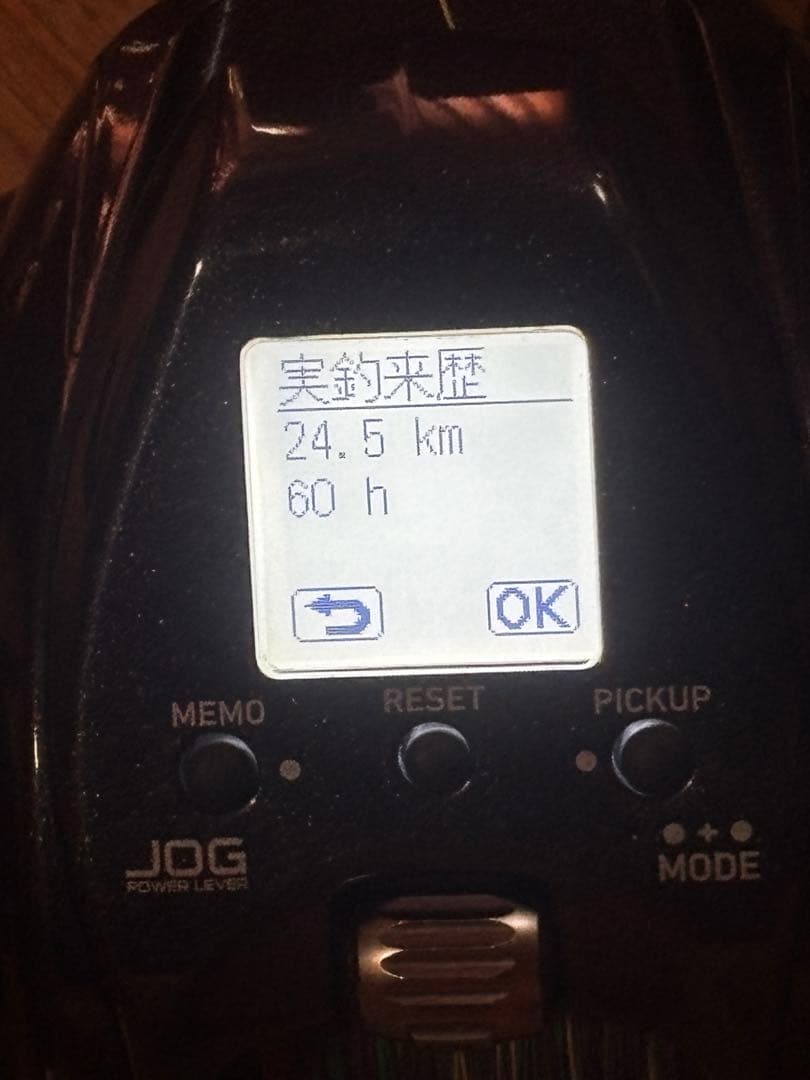 実釣来歴
24.5 km
60 h
OK
MEMO
RESET
PICKUP
JOG
POWER LEVER
MODE